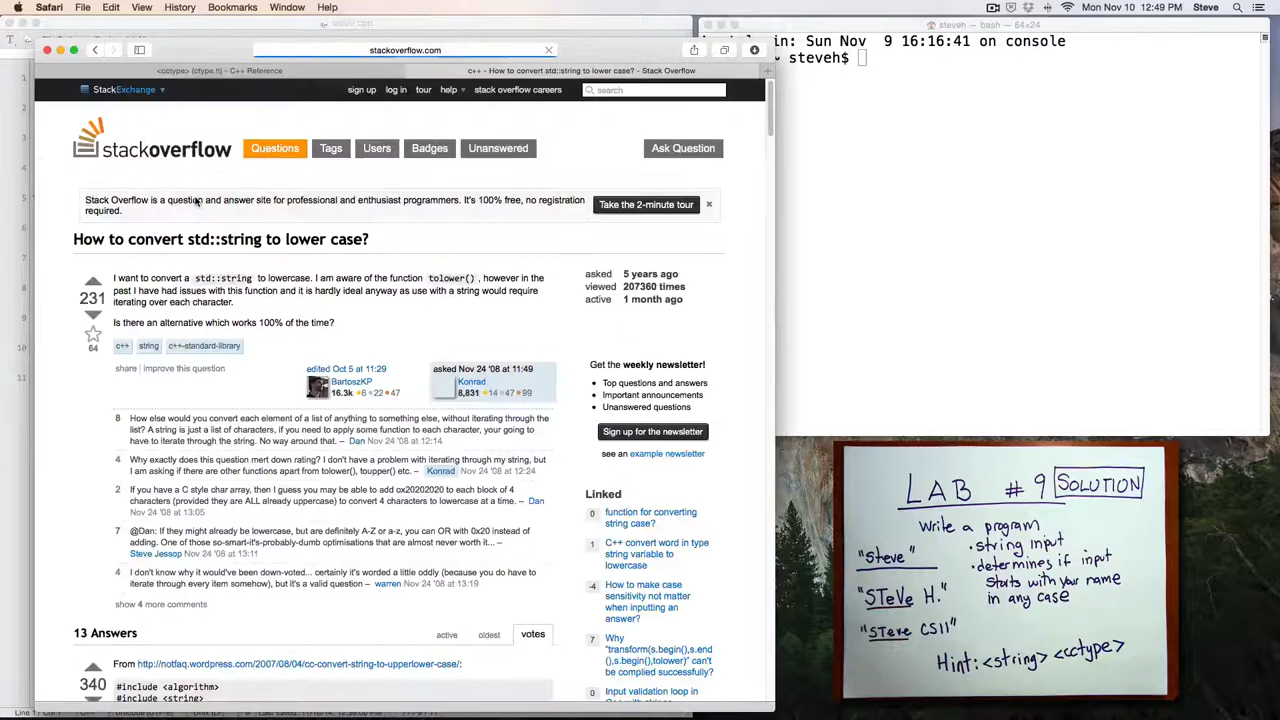 Safari File Edit View History Bookmarks Window Help
Mon Nov 10 12:49 PM Steve
steveh — bash — 64×24
in: Sun Nov 9 16:16:41 on console
~ steveh$
stackoverflow.com
<cctype> (ctype.h) - C++ Reference
c++ - How to convert std::string to lower case? - Stack Overflow
StackExchange
sign up log in tour help stack overflow careers
search
stackoverflow
Questions Tags Users Badges Unanswered Ask Question
Stack Overflow is a question and answer site for professional and enthusiast programmers. It's 100% free, no registration
required.
Take the 2-minute tour
How to convert std::string to lower case?
231
64
I want to convert a std::string to lowercase. I am aware of the function tolower(), however in the
past I have had issues with this function and it is hardly ideal anyway as use with a string would require
iterating over each character.
Is there an alternative which works 100% of the time?
c++ string c++-standard-library
share | improve this question
edited Oct 5 at 11:29
BartoszKP
16.3k 6 22 47
asked Nov 24 '08 at 11:49
Konrad
8,831 14 47 99
8 How else would you convert each element of a list of anything to something else, without iterating through the
list? A string is just a list of characters, if you need to apply some function to each character, your going to
have to iterate through the string. No way around that. – Dan Nov 24 '08 at 12:14
4 Why exactly does this question merit down rating? I don't have a problem with iterating through my string, but
I am asking if there are other functions apart from tolower(), toupper() etc. – Konrad Nov 24 '08 at 12:24
2 If you have a C style char array, then I guess you may be able to add ox20202020 to each block of 4
characters (provided they are ALL already uppercase) to convert 4 characters to lowercase at a time. – Dan
Nov 24 '08 at 13:05
7 @Dan: If they might already be lowercase, but are definitely A-Z or a-z, you can OR with 0x20 instead of
adding. One of those so-smart-it's-probably-dumb optimisations that are almost never worth it... –
Steve Jessop Nov 24 '08 at 13:11
4 I don't know why it would've been down-voted... certainly it's worded a little oddly (because you do have to
iterate through every item somehow), but it's a valid question – warren Nov 24 '08 at 13:19
show 4 more comments
13 Answers
active oldest votes
340
From http://notfaq.wordpress.com/2007/08/04/cc-convert-string-to-upperlower-case/:
#include <algorithm>
#include <string>
asked 5 years ago
viewed 207360 times
active 1 month ago
Get the weekly newsletter!
Top questions and answers
Important announcements
Unanswered questions
Sign up for the newsletter
see an example newsletter
Linked
0 function for converting
string case?
1 C++ convert word in type
string variable to
lowercase
-4 How to make case
sensitivity not matter
when inputting an
answer?
7 Why
"transform(s.begin(),s.end
(),s.begin(),tolower)" can't
be complied successfully?
0 Input validation loop in
LAB # 9 SOLUTION
Write a program
"Steve" • string input
• determines if input
"STeVe H." starts with your name
in any case
"STeve CS11"
Hint: <string> <cctype>